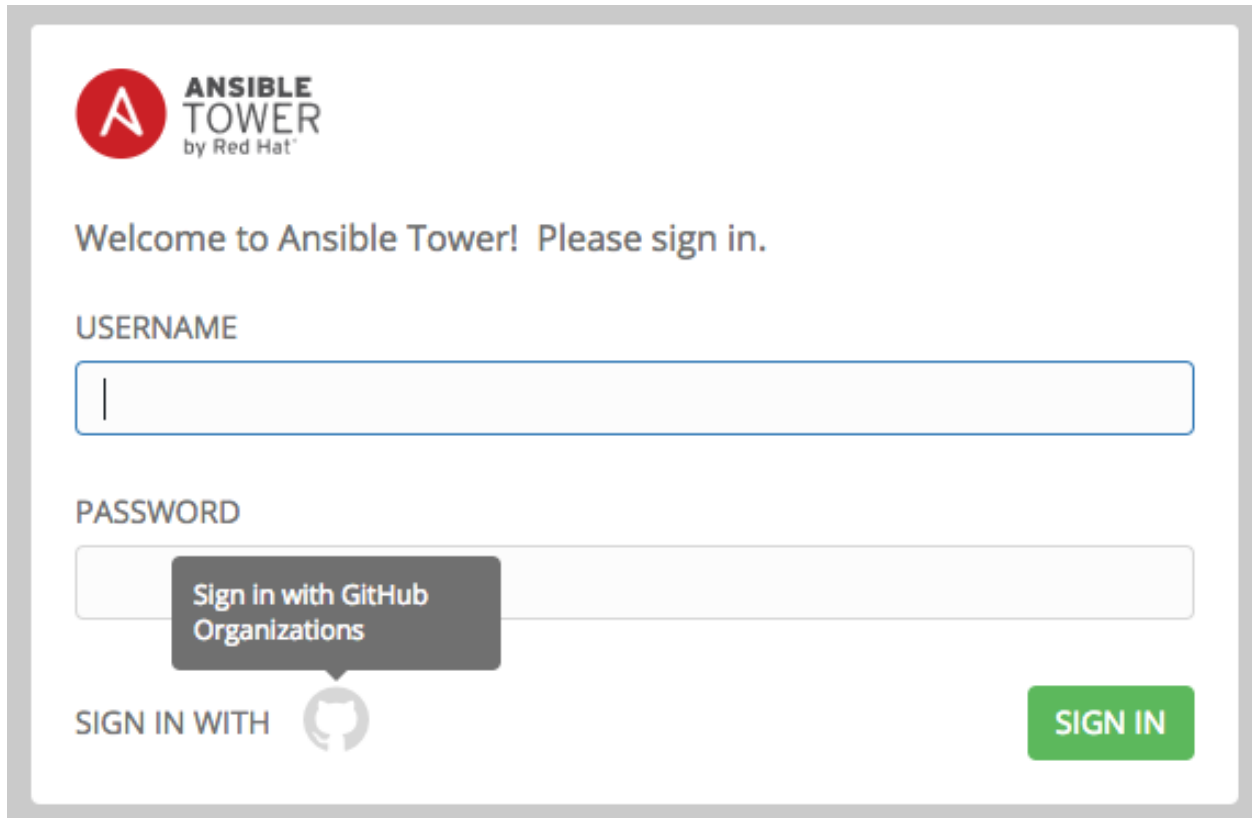 ANSIBLE
TOWER
by Red Hat
Welcome to Ansible Tower! Please sign in.
USERNAME
PASSWORD
Sign in with GitHub
Organizations
SIGN IN WITH
SIGN IN